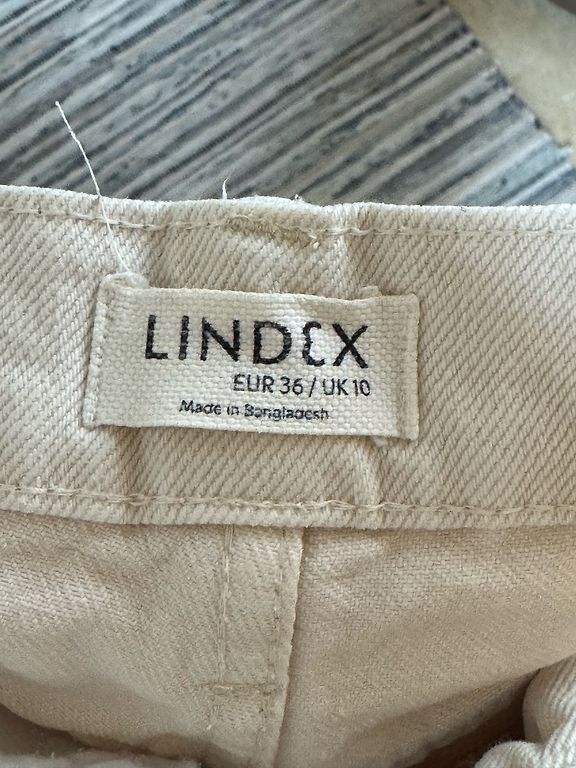 LINDEX
EUR 36 / UK 10
Made in Bangladesh